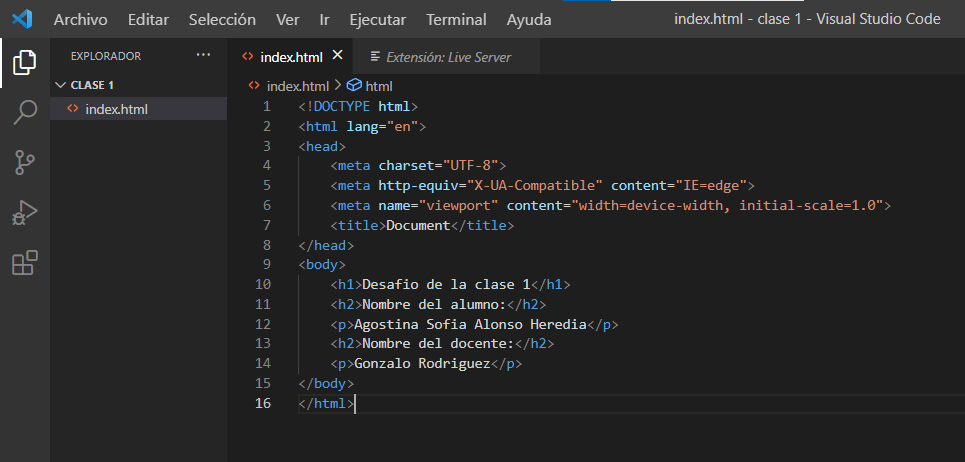 Archivo Editar Selección Ver Ir Ejecutar Terminal Ayuda index.html - clase 1 - Visual Studio Code
EXPLORADOR ···
CLASE 1
index.html
index.html × Extensión: Live Server
index.html > html
1 <!DOCTYPE html>
2 <html lang="en">
3 <head>
4 <meta charset="UTF-8">
5 <meta http-equiv="X-UA-Compatible" content="IE=edge">
6 <meta name="viewport" content="width=device-width, initial-scale=1.0">
7 <title>Document</title>
8 </head>
9 <body>
10 <h1>Desafio de la clase 1</h1>
11 <h2>Nombre del alumno:</h2>
12 <p>Agostina Sofia Alonso Heredia</p>
13 <h2>Nombre del docente:</h2>
14 <p>Gonzalo Rodriguez</p>
15 </body>
16 </html>